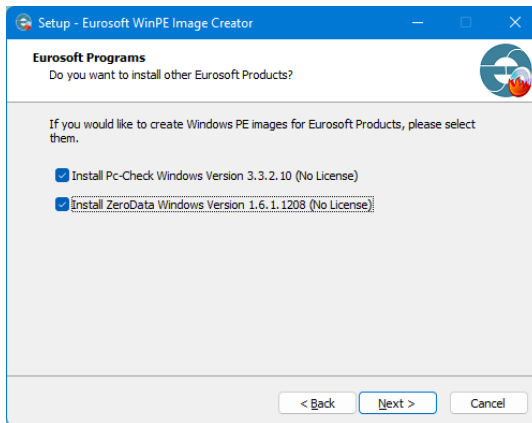 Setup - Eurosoft WinPE Image Creator
Eurosoft Programs
Do you want to install other Eurosoft Products?
If you would like to create Windows PE images for Eurosoft Products, please select
them.
Install Pc-Check Windows Version 3.3.2.10 (No License)
Install ZeroData Windows Version 1.6.1.1208 (No License)
< Back
Next >
Cancel